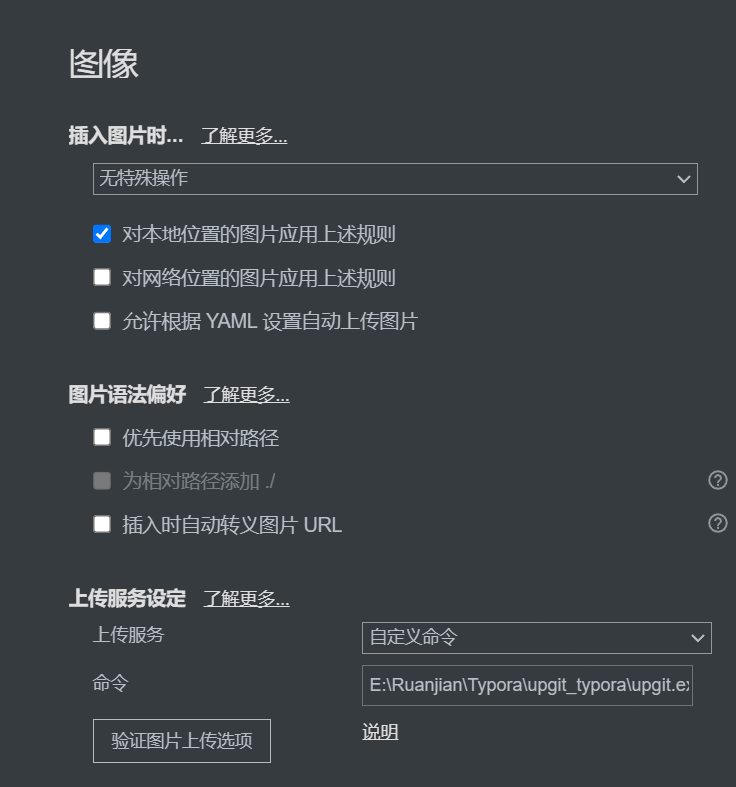 图像
插入图片时... 了解更多...
无特殊操作
对本地位置的图片应用上述规则
对网络位置的图片应用上述规则
允许根据 YAML 设置自动上传图片
图片语法偏好 了解更多...
优先使用相对路径
为相对路径添加 ./
插入时自动转义图片 URL
上传服务设定 了解更多...
上传服务 自定义命令
命令 E:\Ruanjian\Typora\upgit_typora\upgit.ex
验证图片上传选项 说明